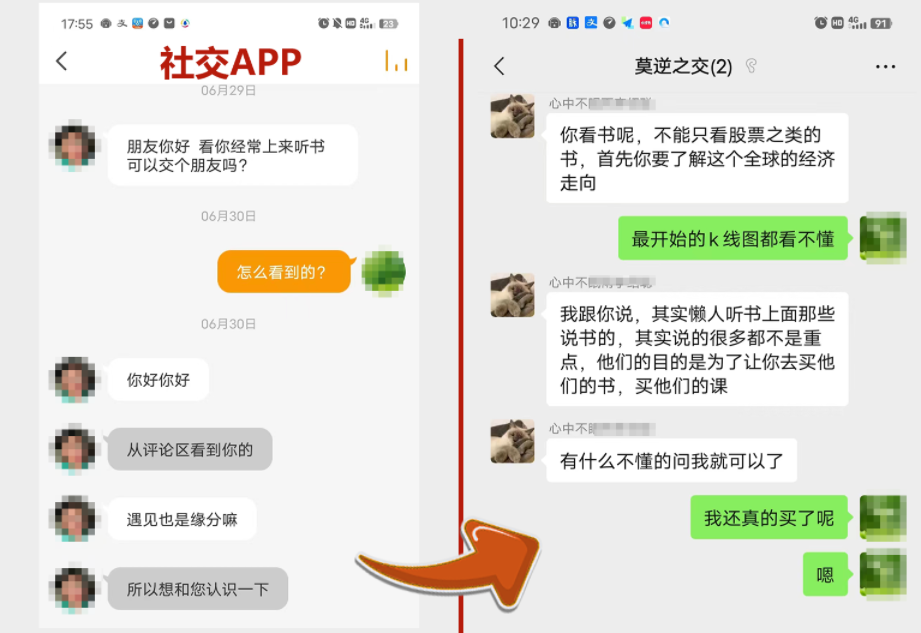 17:55
23
社交APP
06月29日
朋友你好 看你经常上来听书
可以交个朋友吗?
06月30日
怎么看到的?
06月30日
你好你好
从评论区看到你的
遇见也是缘分嘛
所以想和您认识一下
10:29
HD 4G 91
莫逆之交(2)
心中不
你看书呢，不能只看股票之类的
书，首先你要了解这个全球的经济
走向
最开始的k线图都看不懂
心中不
我跟你说，其实懒人听书上面那些
说书的，其实说的很多都不是重
点，他们的目的是为了让你去买他
们的书，买他们的课
心中不
有什么不懂的问我就可以了
我还真的买了呢
嗯